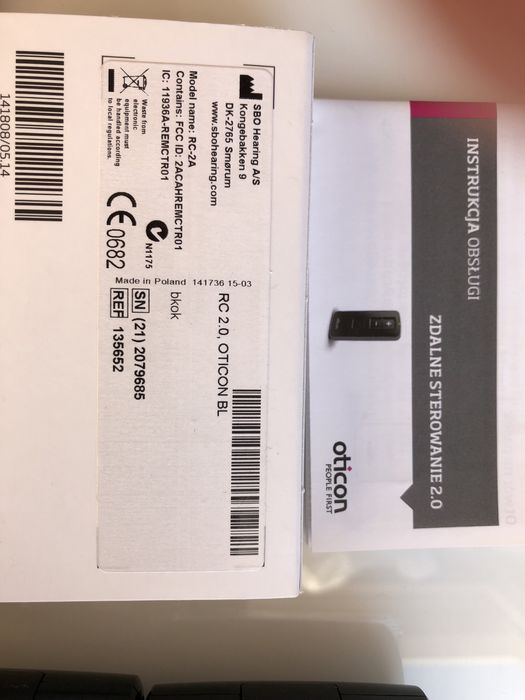 SBO Hearing A/S
Kongebakken 9
DK-2765 Smørum
www.sbohearing.com
Model name: RC-2A
Contains: FCC ID: 2ACAHREMCTR01
IC: 11936A-REMCTR01
N1175
Waste from
electronic
equipment must
be handled according
to local regulations.
CE 0682
Made in Poland 141736 15-03
RC 2.0, OTICON BL
bkok
SN (21) 2079685
REF 135652
141808/05.14
INSTRUKCJA OBSŁUGI
ZDALNE STEROWANIE 2.0
oticon
PEOPLE FIRST